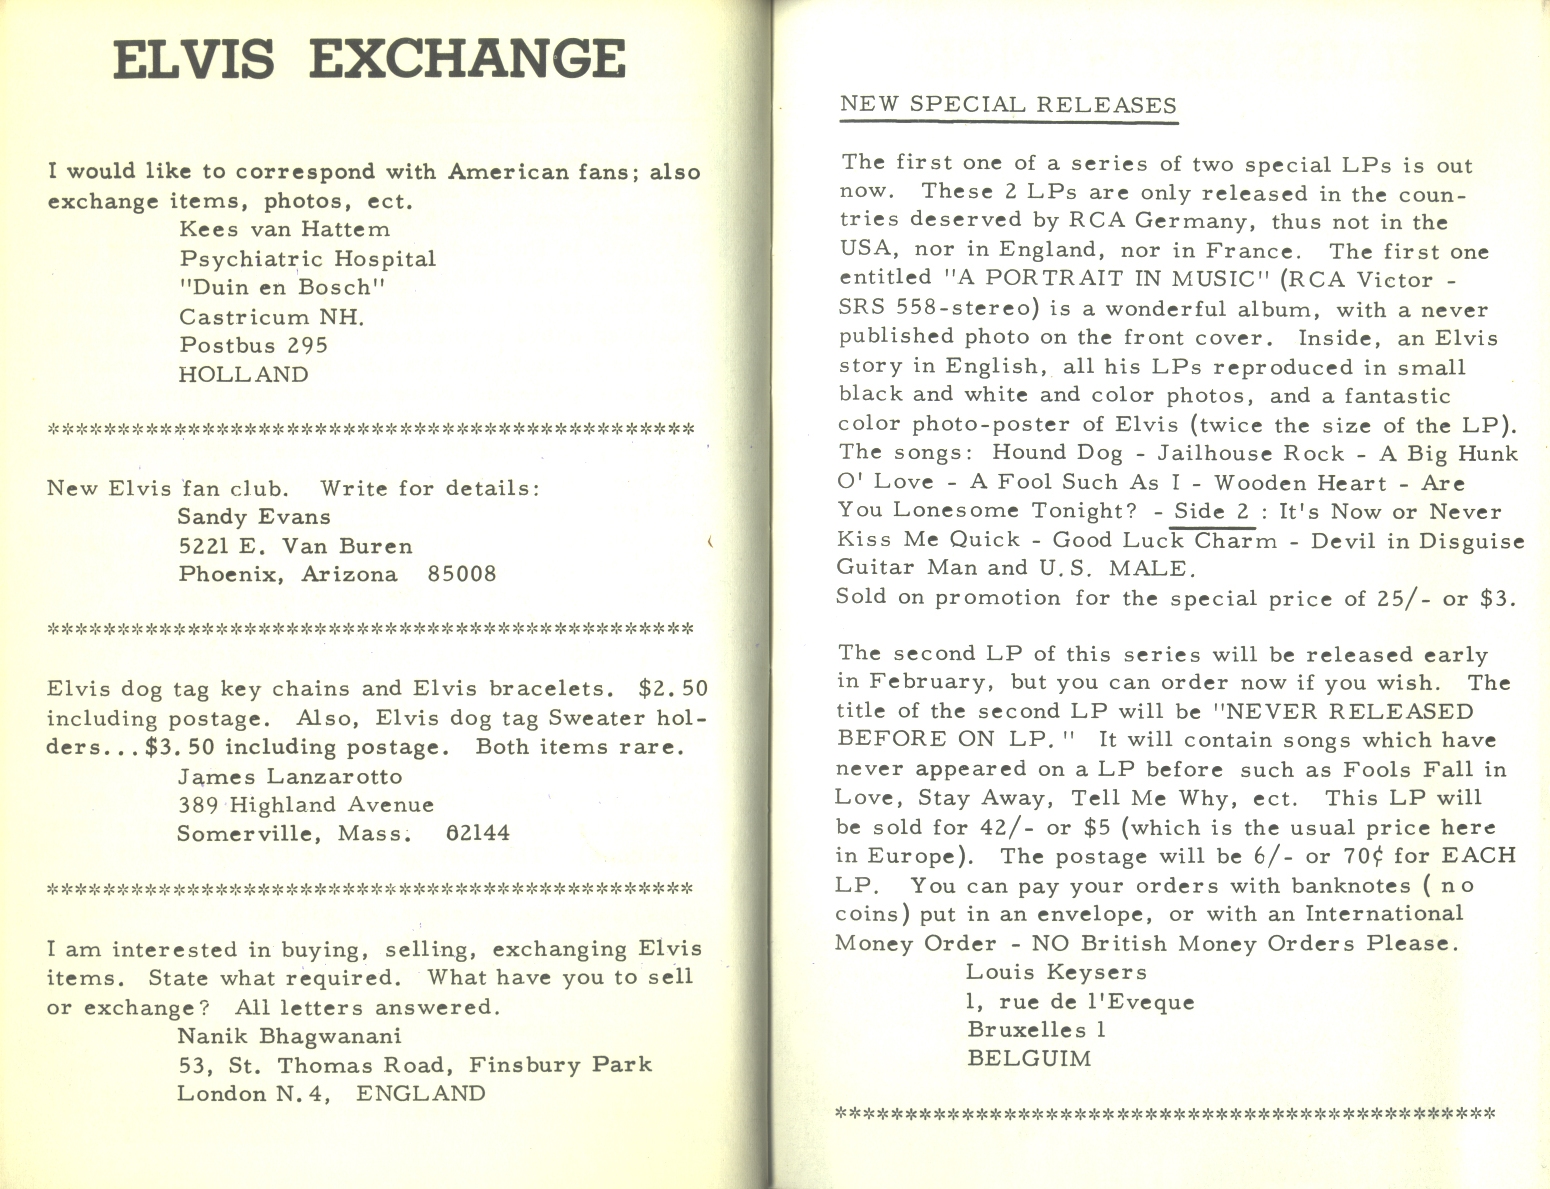 ELVIS EXCHANGE
I would like to correspond with American fans; also
exchange items, photos, ect.
Kees van Hattem
Psychiatric Hospital
"Duin en Bosch"
Castricum NH.
Postbus 295
HOLLAND
**********************************************
New Elvis fan club. Write for details:
Sandy Evans
5221 E. Van Buren
Phoenix, Arizona 85008
**********************************************
Elvis dog tag key chains and Elvis bracelets. $2.50
including postage. Also, Elvis dog tag Sweater hol-
ders...$3.50 including postage. Both items rare.
James Lanzarotto
389 Highland Avenue
Somerville, Mass. 02144
**********************************************
I am interested in buying, selling, exchanging Elvis
items. State what required. What have you to sell
or exchange? All letters answered.
Nanik Bhagwanani
53, St. Thomas Road, Finsbury Park
London N.4, ENGLAND
NEW SPECIAL RELEASES
The first one of a series of two special LPs is out
now. These 2 LPs are only released in the coun-
tries deserved by RCA Germany, thus not in the
USA, nor in England, nor in France. The first one
entitled "A PORTRAIT IN MUSIC" (RCA Victor -
SRS 558-stereo) is a wonderful album, with a never
published photo on the front cover. Inside, an Elvis
story in English, all his LPs reproduced in small
black and white and color photos, and a fantastic
color photo-poster of Elvis (twice the size of the LP).
The songs: Hound Dog - Jailhouse Rock - A Big Hunk
O' Love - A Fool Such As I - Wooden Heart - Are
You Lonesome Tonight? - Side 2 : It's Now or Never
Kiss Me Quick - Good Luck Charm - Devil in Disguise
Guitar Man and U.S. MALE.
Sold on promotion for the special price of 25/- or $3.
The second LP of this series will be released early
in February, but you can order now if you wish. The
title of the second LP will be "NEVER RELEASED
BEFORE ON LP." It will contain songs which have
never appeared on a LP before such as Fools Fall in
Love, Stay Away, Tell Me Why, ect. This LP will
be sold for 42/- or $5 (which is the usual price here
in Europe). The postage will be 6/- or 70¢ for EACH
LP. You can pay your orders with banknotes ( no
coins) put in an envelope, or with an International
Money Order - NO British Money Orders Please.
Louis Keysers
1, rue de l'Eveque
Bruxelles 1
BELGUIM
***********************************************